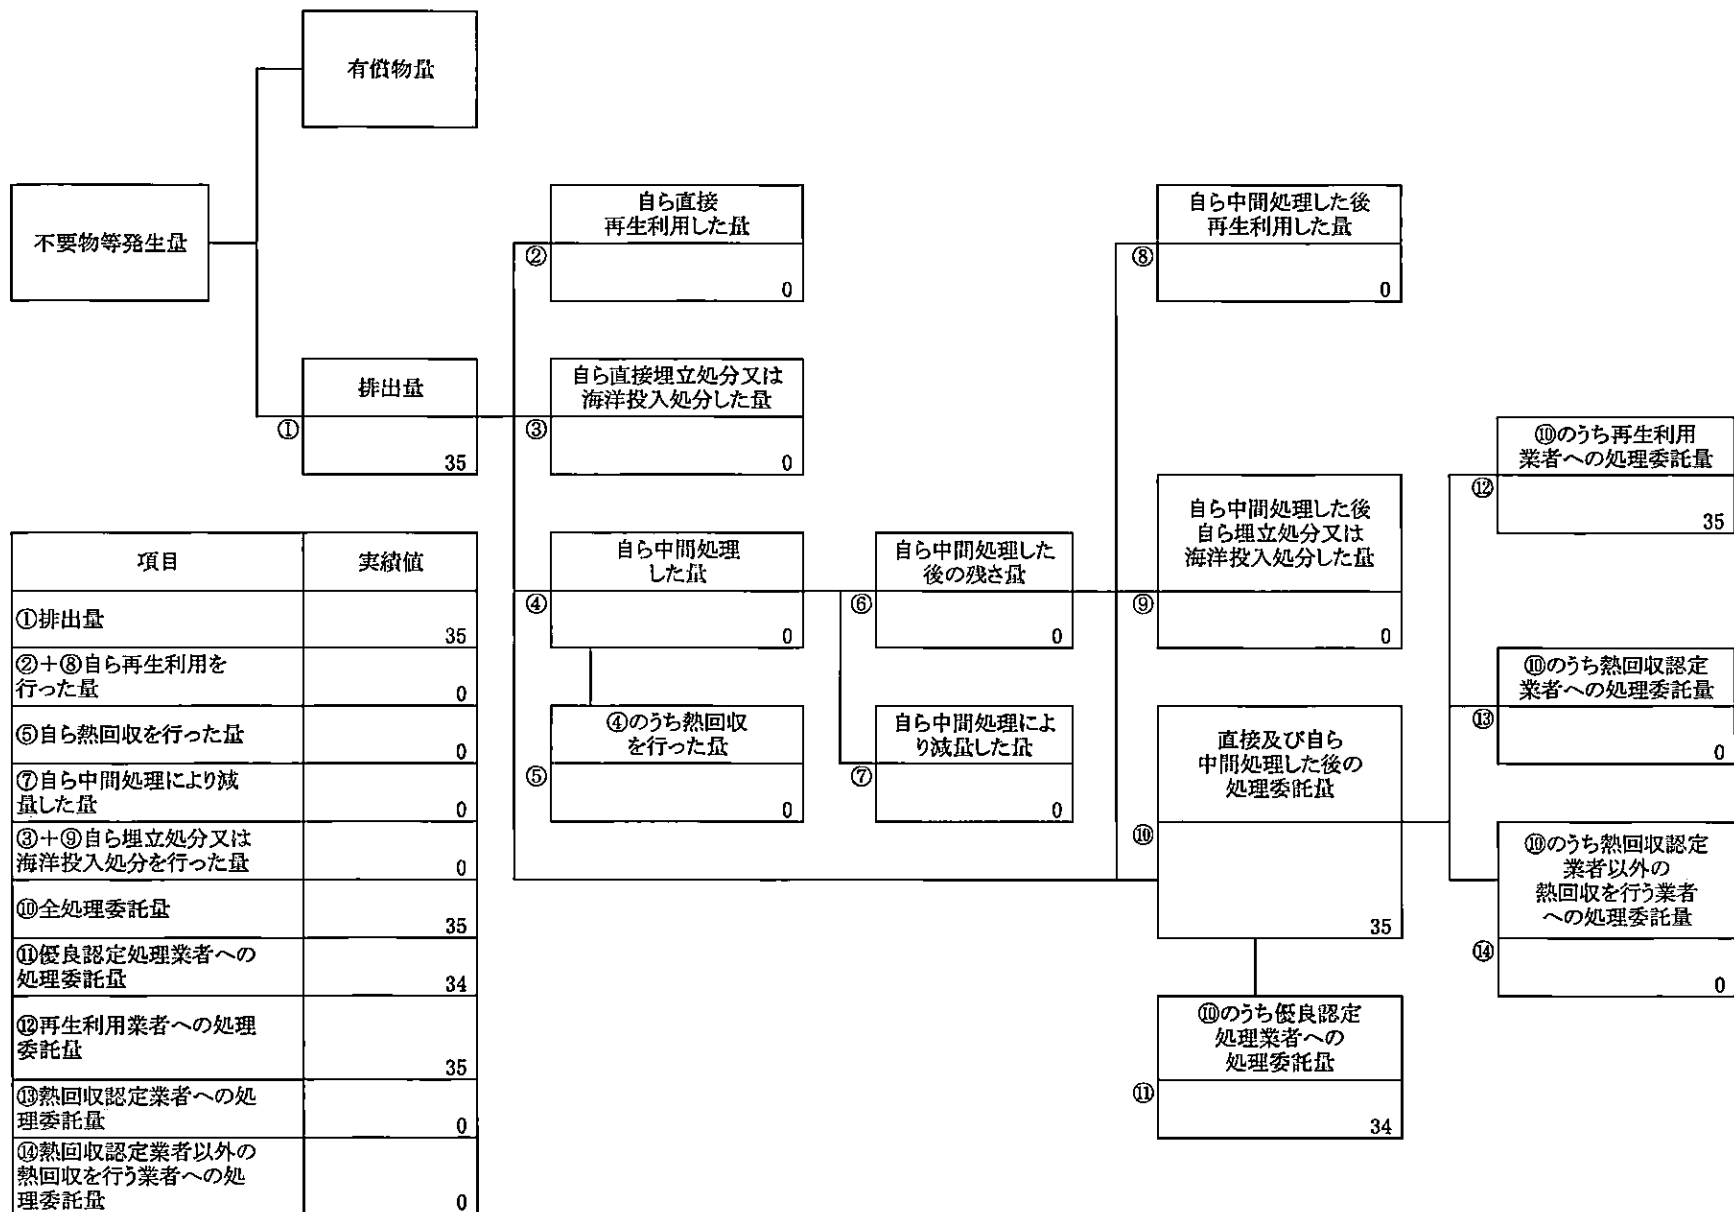 有償物量
不要物等発生量
排出量
①
35
自ら直接
再生利用した量
②
0
自ら直接埋立処分又は
海洋投入処分した量
③
0
自ら中間処理
した量
④
0
④のうち熱回収
を行った量
⑤
0
自ら中間処理した
後の残さ量
⑥
0
自ら中間処理によ
り減量した量
⑦
0
自ら中間処理した後
再生利用した量
⑧
0
自ら中間処理した後
自ら埋立処分又は
海洋投入処分した量
⑨
0
直接及び自ら
中間処理した後の
処理委託量
⑩
35
⑩のうち優良認定
処理業者への
処理委託量
⑪
34
⑩のうち再生利用
業者への処理委託量
⑫
35
⑩のうち熱回収認定
業者への処理委託量
⑬
0
⑩のうち熱回収認定
業者以外の
熱回収を行う業者
への処理委託量
⑭
0
項目 実績値
①排出量
35
②+⑧自ら再生利用を
行った量 0
⑤自ら熱回収を行った量
0
⑦自ら中間処理により減
量した量 0
③+⑨自ら埋立処分又は
海洋投入処分を行った量 0
⑩全処理委託量
35
⑪優良認定処理業者への
処理委託量 34
⑫再生利用業者への処理
委託量
35
⑬熱回収認定業者への処
理委託量 0
⑭熱回収認定業者以外の
熱回収を行う業者への処
理委託量 0